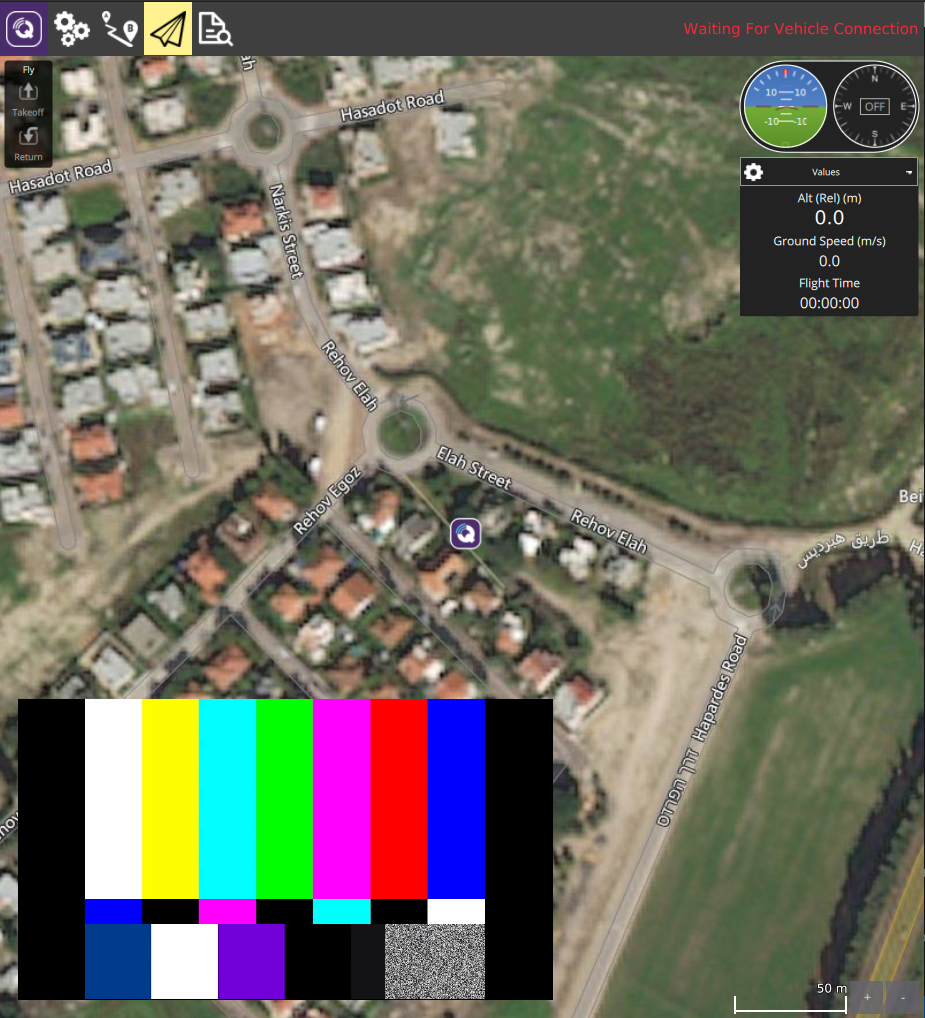 Waiting For Vehicle Connection
Fly
Takeoff
Return
Hasadot Road
Hasadot Road
Narkis Street
Rehov Elah
Elah Street
Rehov Egoz
Rehov Elah
طريق هبرديس
Bei
Hapardes Road
10 10
-10 -10
N
W OFF E
S
Values
Alt (Rel) (m)
0.0
Ground Speed (m/s)
0.0
Flight Time
00:00:00
A
B
50 m
+ -